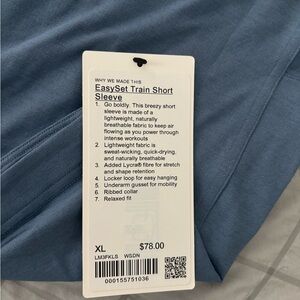 WHY WE MADE THIS
EasySet Train Short
Sleeve
1. Go boldly. This breezy short
sleeve is made of a
lightweight, naturally
breathable fabric to keep air
flowing as you power through
intense workouts
2. Lightweight fabric is
sweat-wicking, quick-drying,
and naturally breathable
3. Added Lycra® fibre for stretch
and shape retention
4. Locker loop for easy hanging
5. Underarm gusset for mobility
6. Ribbed collar
7. Relaxed fit
XL $78.00
LM3FKLS WSDN
000155751036